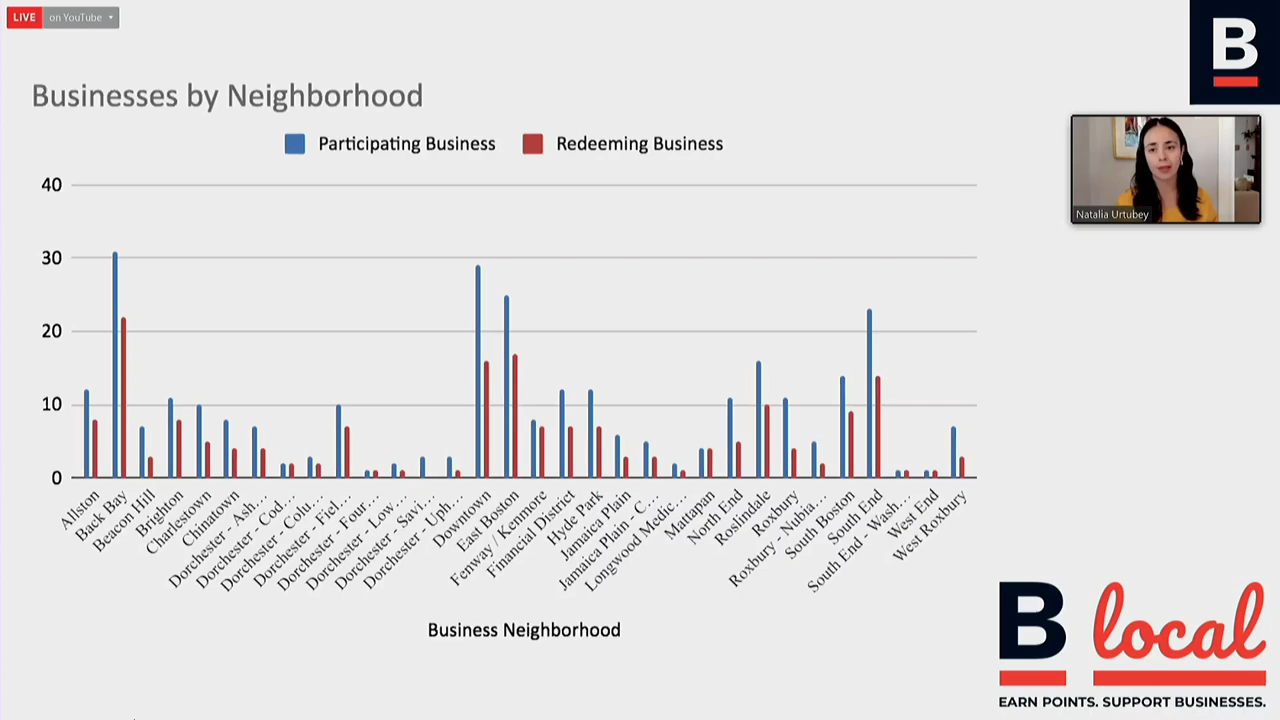 LIVE on YouTube
B
Businesses by Neighborhood
Participating Business Redeeming Business
Natalia Urtubey
40
30
20
10
0
Allston
Back Bay
Beacon Hill
Brighton
Charlestown
Chinatown
Dorchester - Ash...
Dorchester - Cod...
Dorchester - Colu...
Dorchester - Fiel...
Dorchester - Four...
Dorchester - Low...
Dorchester - Savi...
Dorchester - Uph...
Downtown
East Boston
Fenway / Kenmore
Financial District
Hyde Park
Jamaica Plain
Jamaica Plain - C...
Longwood Medic...
Mattapan
North End
Roslindale
Roxbury
Roxbury - Nubia...
South Boston
South End
South End - Wash...
West End
West Roxbury
Business Neighborhood
B local
EARN POINTS. SUPPORT BUSINESSES.